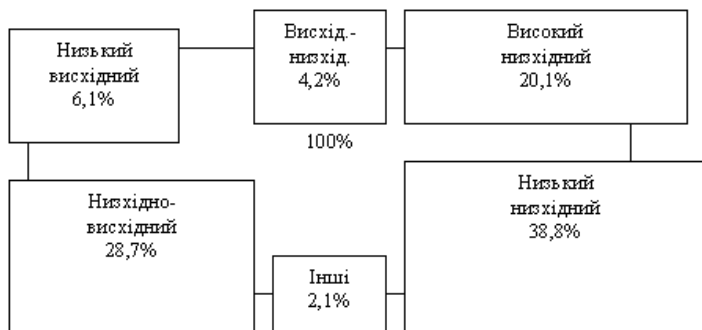 Низький
висхідний
6,1%
Висхід.-
низхід.
4,2%
Високий
низхідний
20,1%
100%
Низхідно-
висхідний
28,7%
Інші
2,1%
Низький
низхідний
38,8%